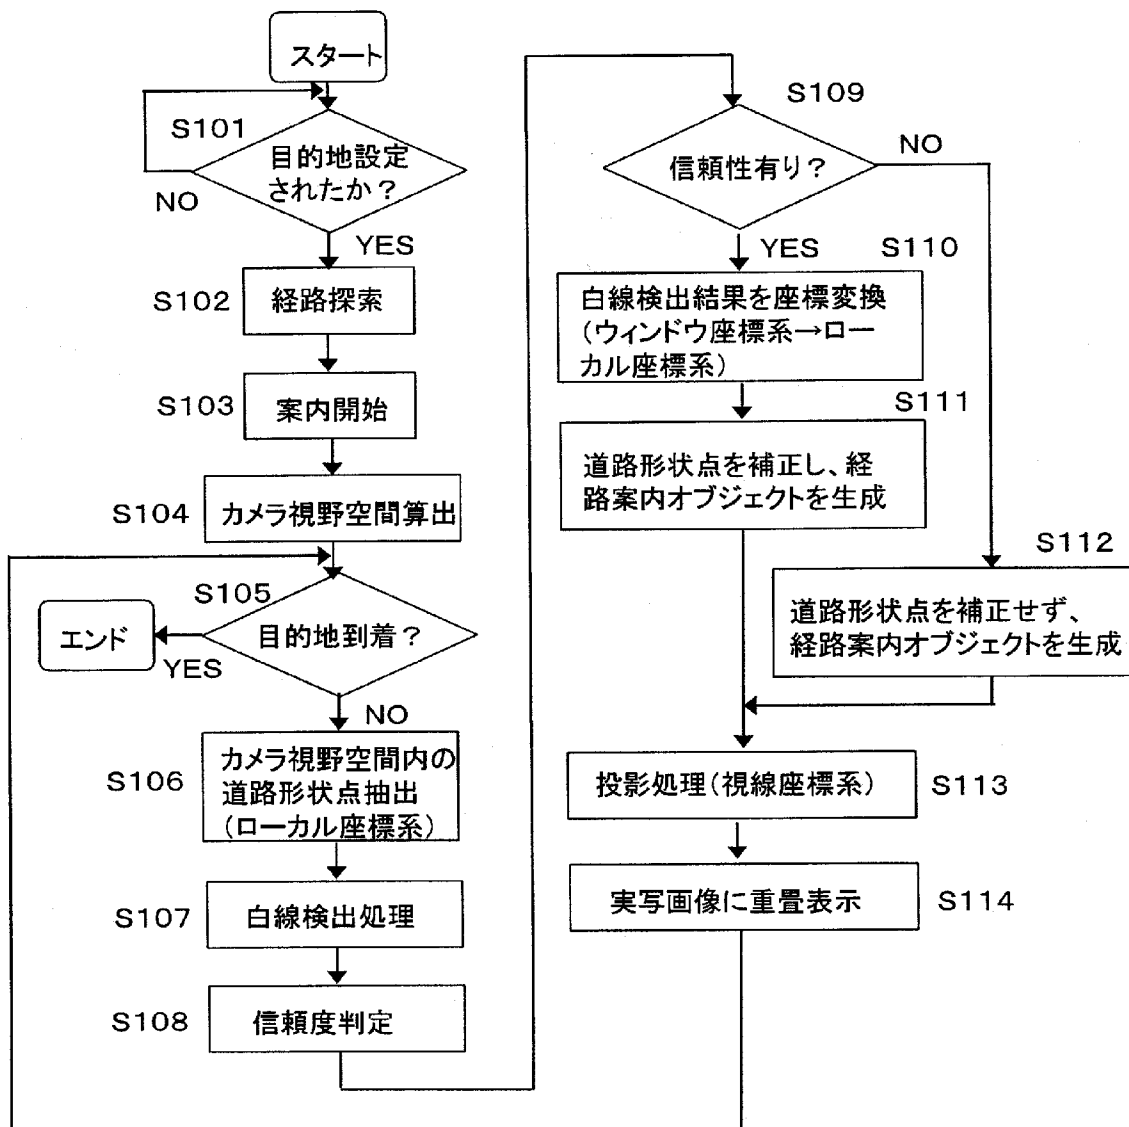 スタート
S101
目的地設定
されたか？
NO
YES
S102
経路探索
S103
案内開始
S104
カメラ視野空間算出
S105
目的地到着？
エンド
YES
NO
S106
カメラ視野空間内の
道路形状点抽出
（ローカル座標系）
S107
白線検出処理
S108
信頼度判定
S109
信頼性有り？
NO
YES
S110
白線検出結果を座標変換
（ウィンドウ座標系→ロー
カル座標系）
S111
道路形状点を補正し、経
路案内オブジェクトを生成
S112
道路形状点を補正せず、
経路案内オブジェクトを生成
投影処理（視線座標系）
S113
実写画像に重畳表示
S114